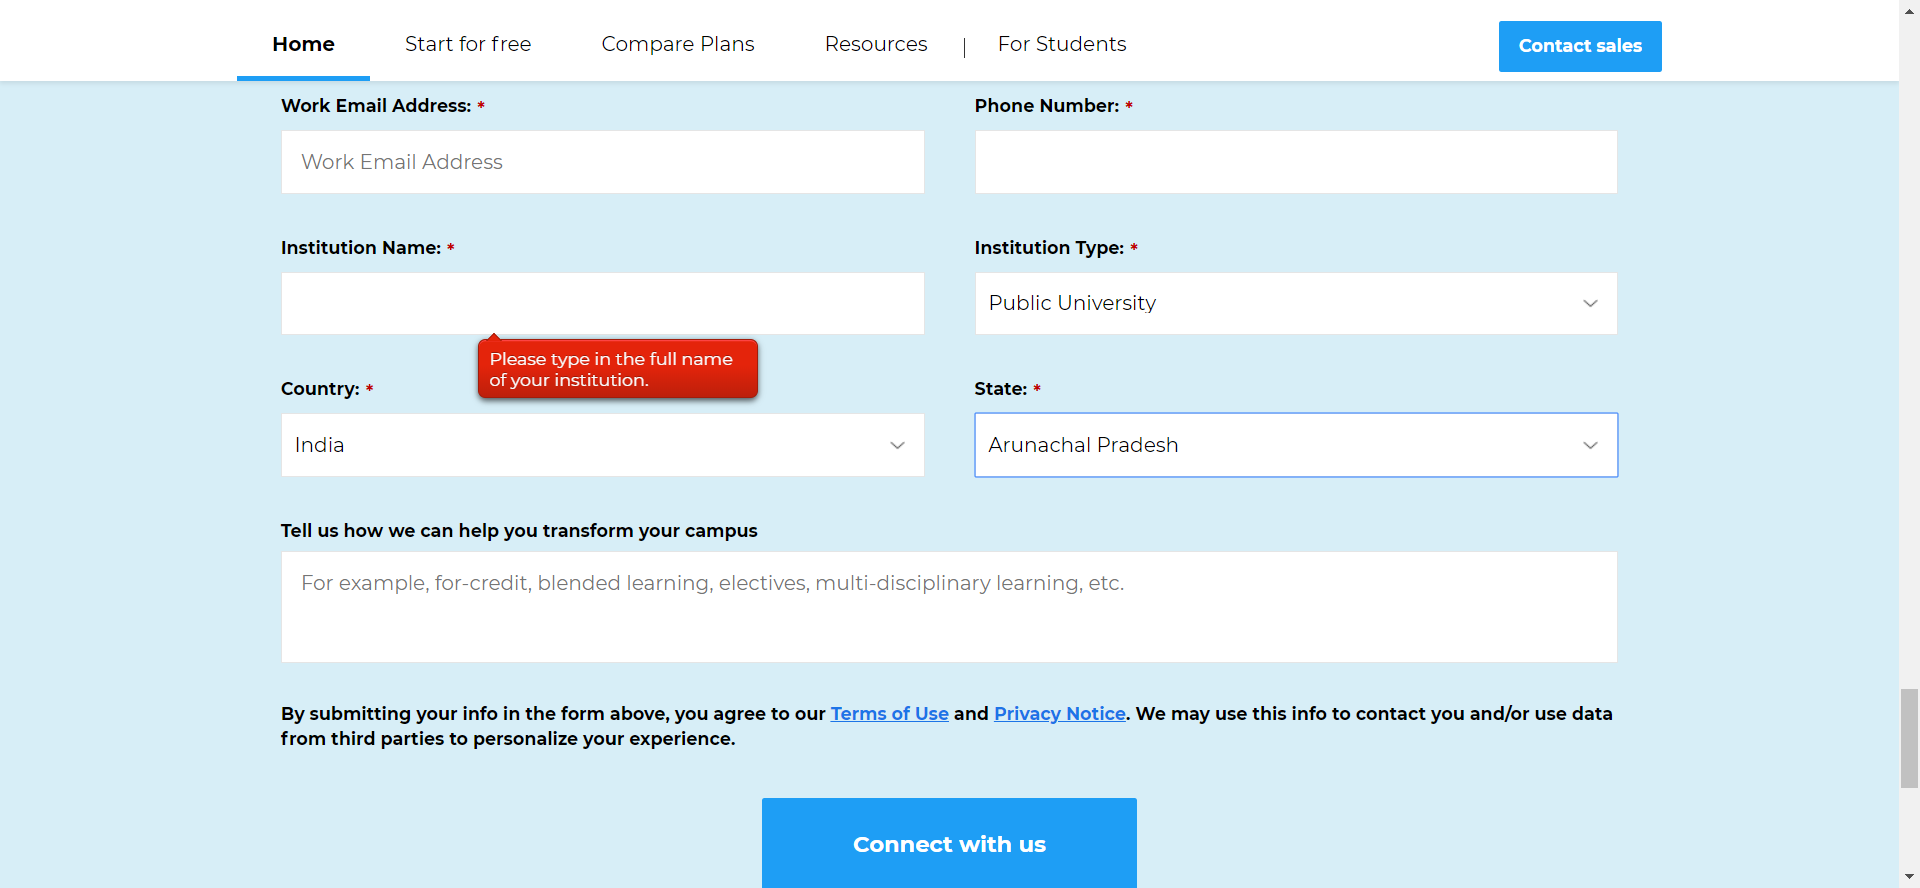 Home Start for free Compare Plans Resources | For Students Contact sales
Work Email Address: * Phone Number: *
Work Email Address
Institution Name: * Institution Type: *
Public University
Please type in the full name
of your institution.
Country: * State: *
India Arunachal Pradesh
Tell us how we can help you transform your campus
For example, for-credit, blended learning, electives, multi-disciplinary learning, etc.
By submitting your info in the form above, you agree to our Terms of Use and Privacy Notice. We may use this info to contact you and/or use data
from third parties to personalize your experience.
Connect with us